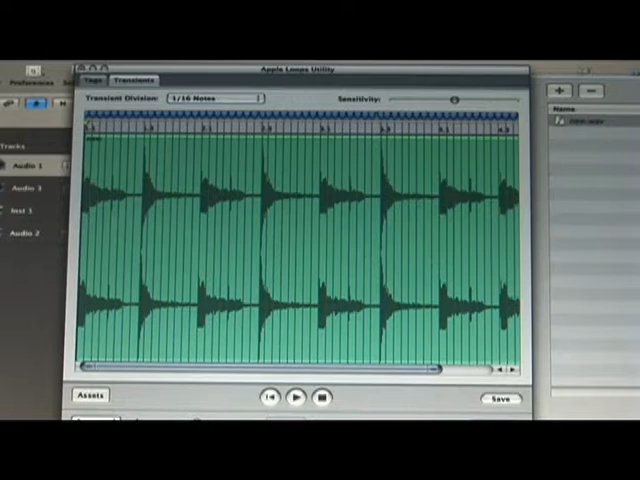 Apple Loops Utility
Preferences
Tags Transients
Transient Division: 1/16 Notes Sensitivity:
Name
Tracks
Audio 1
Audio 3
Inst 1
Audio 2
Assets
Save